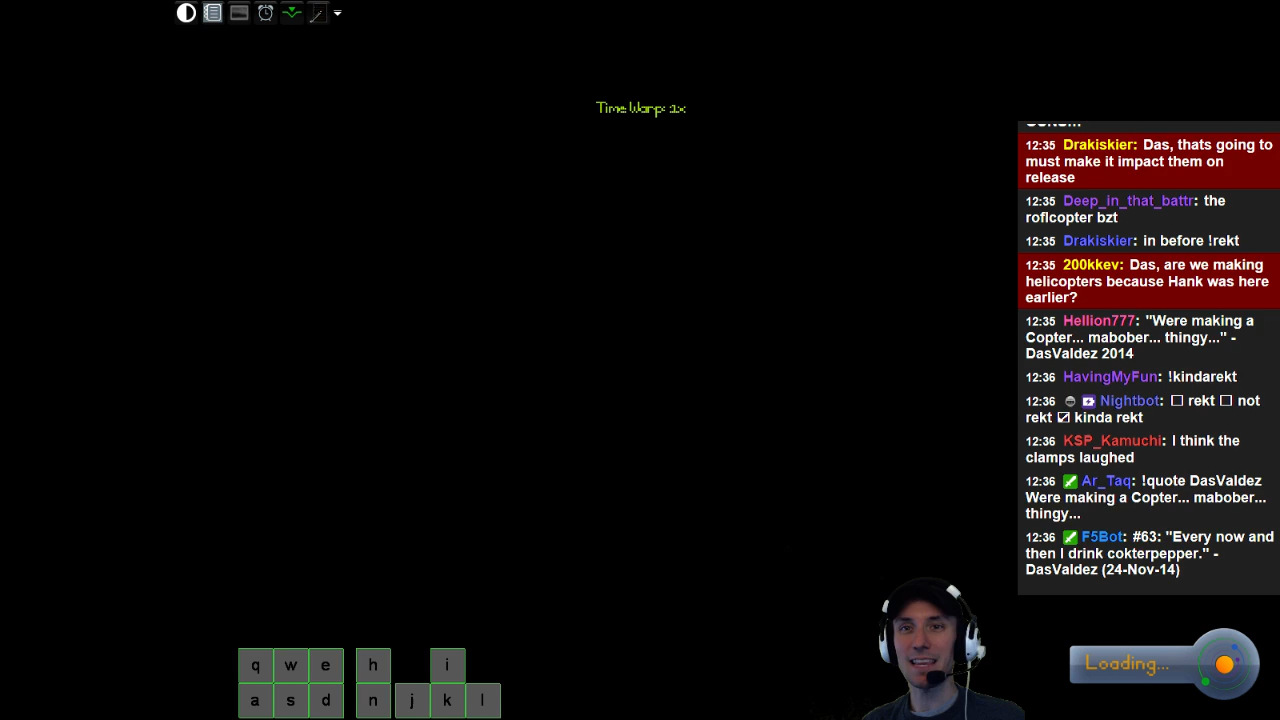 Time Warp: 1x
12:35 Drakiskier: Das, thats going to
must make it impact them on
release
12:35 Deep_in_that_battr: the
roflcopter bzt
12:35 Drakiskier: in before !rekt
12:35 200kkev: Das, are we making
helicopters because Hank was here
earlier?
12:35 Hellion777: "Were making a
Copter... mabober... thingy..." -
DasValdez 2014
12:36 HavingMyFun: !kindarekt
12:36 Nightbot: ☐ rekt ☐ not
rekt ☑ kinda rekt
12:36 KSP_Kamuchi: I think the
clamps laughed
12:36 Ar_Taq: !quote DasValdez
Were making a Copter... mabober...
thingy...
12:36 F5Bot: #63: "Every now and
then I drink cokterpepper." -
DasValdez (24-Nov-14)
q w e h i
a s d n j k l
Loading...